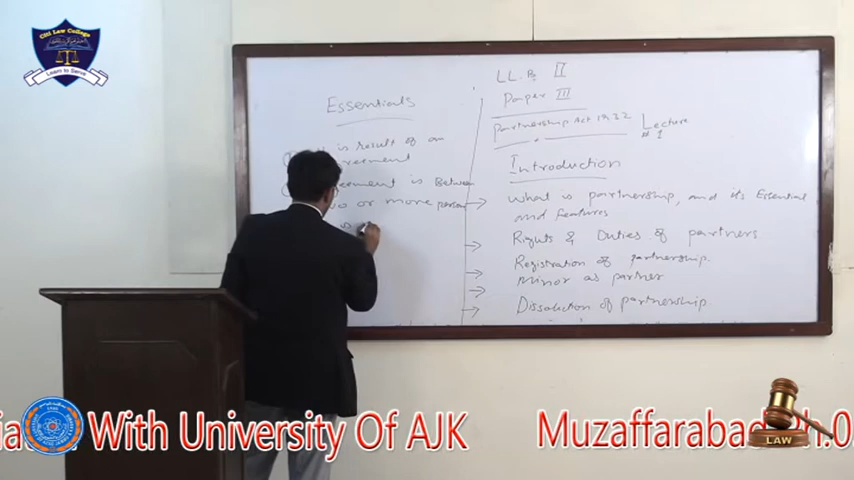 Citi Law College
Learn to Serve
Essentials
is result of an
agreement
is Between
or more person
is
LL.B II
Paper III
Partnership Act 1932
Lecture
# 1
Introduction
→ what is partnership, and its Essential
and features
→ Rights & Duties of partners
→ Registration of partnership.
→ Minor as partner
→ Dissolution of partnership
With University Of AJK Muzaffarabad
LAW